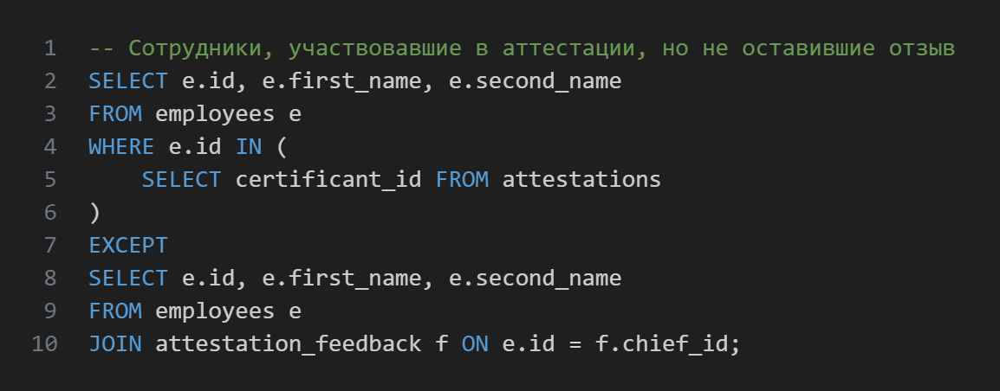 1 -- Сотрудники, участвовавшие в аттестации, но не оставившие отзыв
2 SELECT e.id, e.first_name, e.second_name
3 FROM employees e
4 WHERE e.id IN (
5     SELECT certificant_id FROM attestations
6 )
7 EXCEPT
8 SELECT e.id, e.first_name, e.second_name
9 FROM employees e
10 JOIN attestation_feedback f ON e.id = f.chief_id;